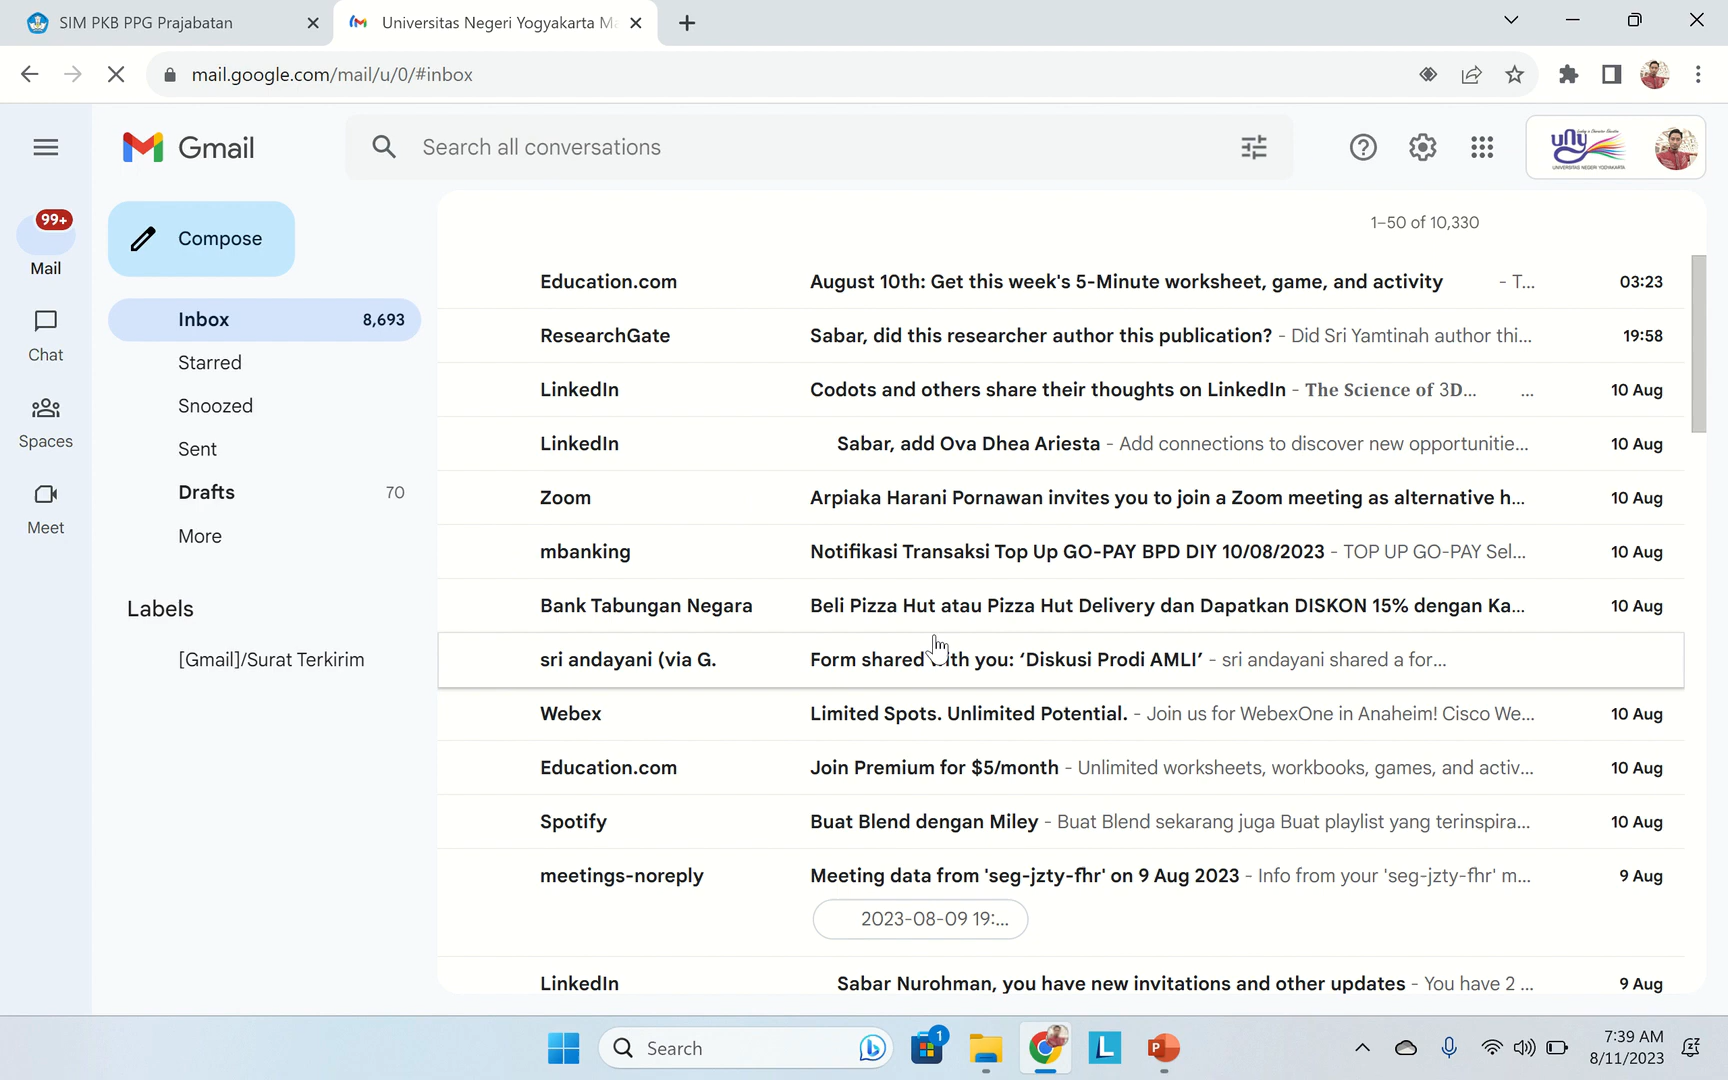 SIM PKB PPG Prajabatan
Universitas Negeri Yogyakarta Ma
mail.google.com/mail/u/0/#inbox
Gmail
Search all conversations
uny
UNIVERSITAS NEGERI YOGYAKARTA
99+
Mail
Chat
Spaces
Meet
Compose
Inbox 8,693
Starred
Snoozed
Sent
Drafts 70
More
Labels
[Gmail]/Surat Terkirim
1–50 of 10,330
Education.com August 10th: Get this week's 5-Minute worksheet, game, and activity - T... 03:23
ResearchGate Sabar, did this researcher author this publication? - Did Sri Yamtinah author thi... 19:58
LinkedIn Codots and others share their thoughts on LinkedIn - The Science of 3D... ... 10 Aug
LinkedIn Sabar, add Ova Dhea Ariesta - Add connections to discover new opportunitie... 10 Aug
Zoom Arpiaka Harani Pornawan invites you to join a Zoom meeting as alternative h... 10 Aug
mbanking Notifikasi Transaksi Top Up GO-PAY BPD DIY 10/08/2023 - TOP UP GO-PAY Sel... 10 Aug
Bank Tabungan Negara Beli Pizza Hut atau Pizza Hut Delivery dan Dapatkan DISKON 15% dengan Ka... 10 Aug
sri andayani (via G. Form shared with you: ‘Diskusi Prodi AMLI’ - sri andayani shared a for...
Webex Limited Spots. Unlimited Potential. - Join us for WebexOne in Anaheim! Cisco We... 10 Aug
Education.com Join Premium for $5/month - Unlimited worksheets, workbooks, games, and activ... 10 Aug
Spotify Buat Blend dengan Miley - Buat Blend sekarang juga Buat playlist yang terinspira... 10 Aug
meetings-noreply Meeting data from 'seg-jzty-fhr' on 9 Aug 2023 - Info from your 'seg-jzty-fhr' m... 9 Aug
2023-08-09 19:...
LinkedIn Sabar Nurohman, you have new invitations and other updates - You have 2 ... 9 Aug
Search
1
L
P
7:39 AM
8/11/2023